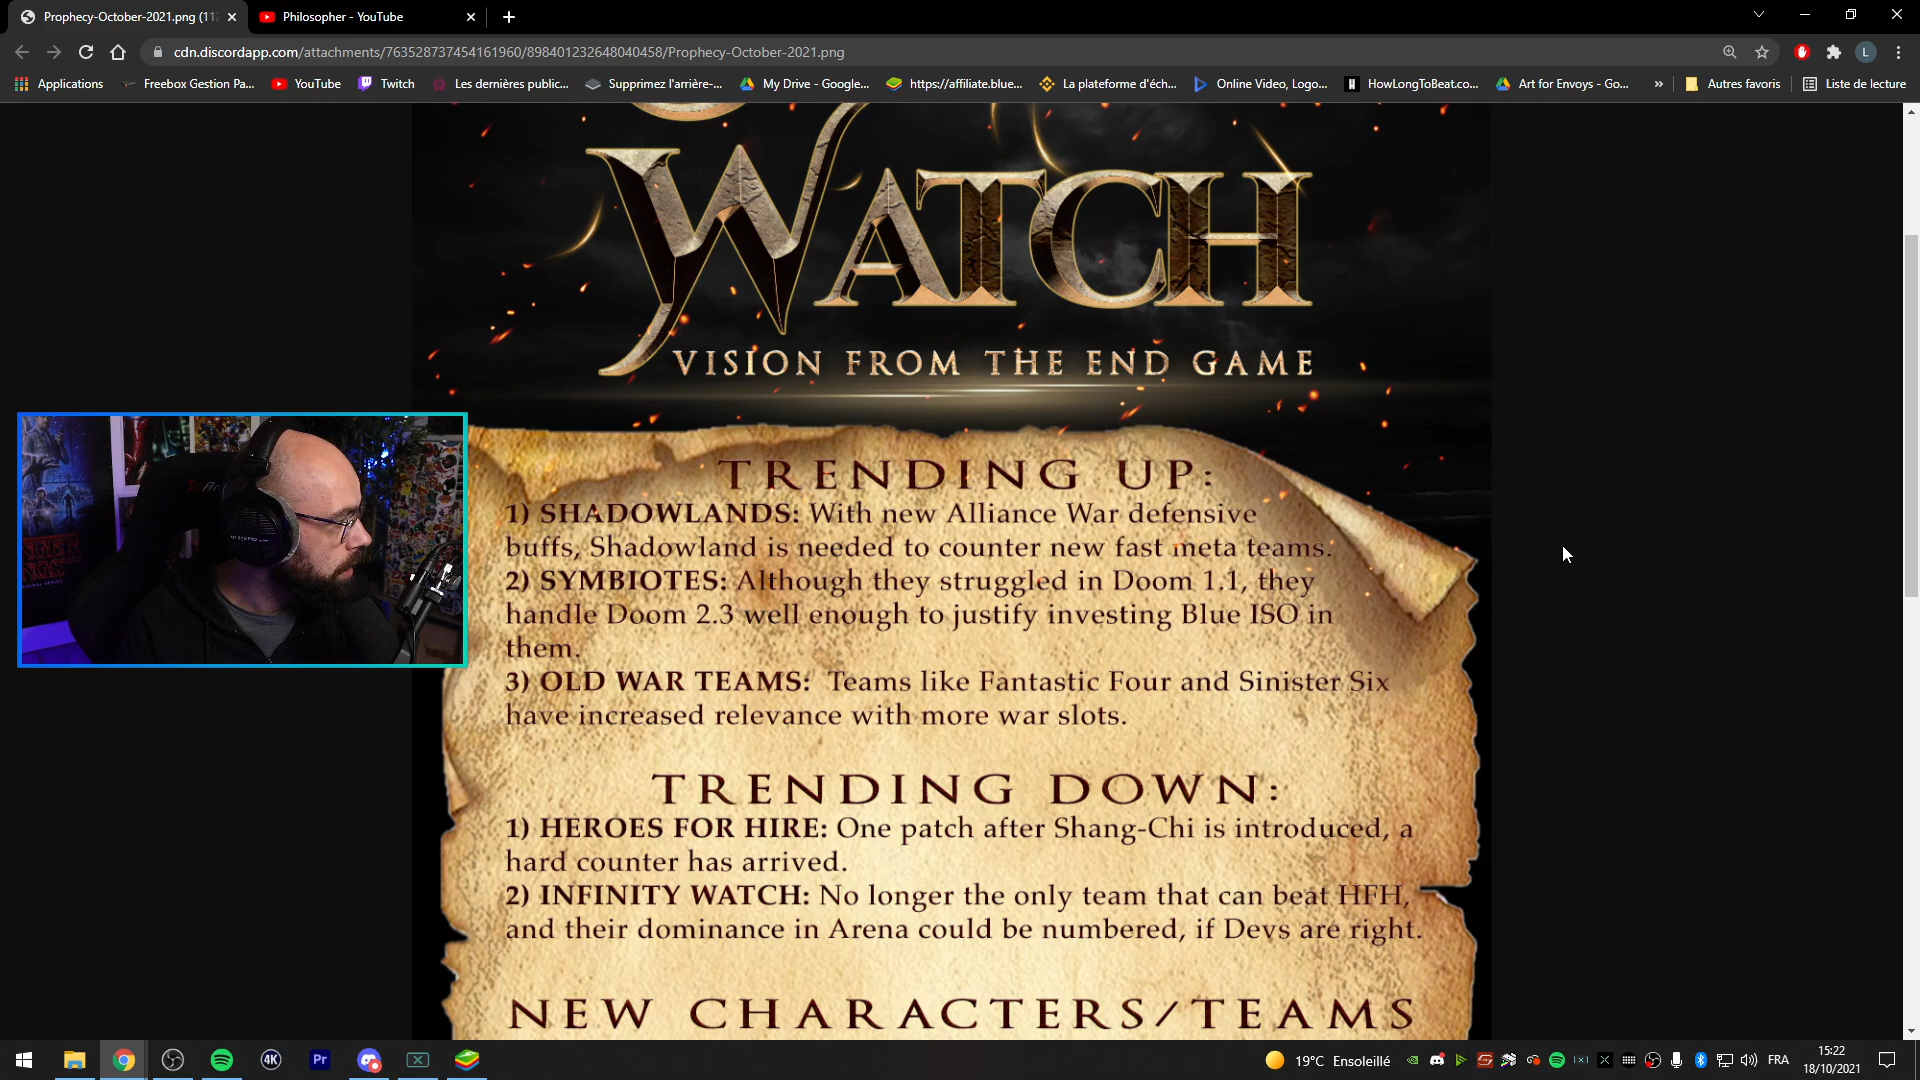 Prophecy-October-2021.png (112
Philosopher - YouTube
cdn.discordapp.com/attachments/763528737454161960/898401232648040458/Prophecy-October-2021.png
Applications
Freebox Gestion Pa...
YouTube
Twitch
Les dernières public...
Supprimez l'arrière-...
My Drive - Google...
https://affiliate.blue...
La plateforme d'éch...
Online Video, Logo...
HowLongToBeat.co...
Art for Envoys - Go...
»
Autres favoris
Liste de lecture
WATCH
VISION FROM THE END GAME
TRENDING UP:
1) SHADOWLANDS: With new Alliance War defensive
buffs, Shadowland is needed to counter new fast meta teams.
2) SYMBIOTES: Although they struggled in Doom 1.1, they
handle Doom 2.3 well enough to justify investing Blue ISO in
them.
3) OLD WAR TEAMS: Teams like Fantastic Four and Sinister Six
have increased relevance with more war slots.
TRENDING DOWN:
1) HEROES FOR HIRE: One patch after Shang-Chi is introduced, a
hard counter has arrived.
2) INFINITY WATCH: No longer the only team that can beat HFH,
and their dominance in Arena could be numbered, if Devs are right.
NEW CHARACTERS/TEAMS
4K
Pr
19°C Ensoleillé
FRA
15:22
18/10/2021